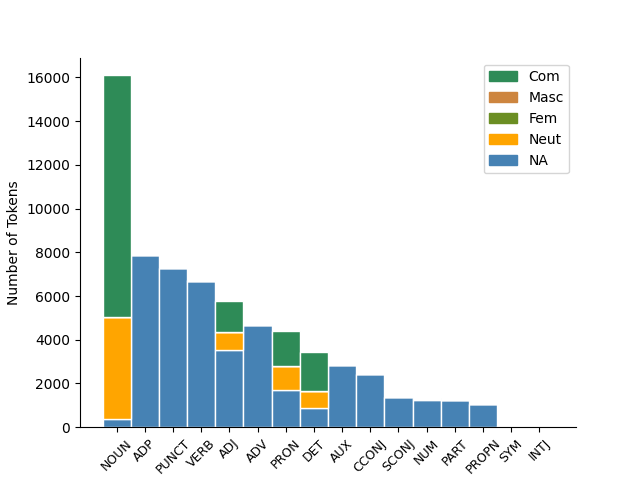 Com
Masc
Fem
Neut
NA
16000
14000
12000
10000
8000
6000
4000
2000
0
Number of Tokens
NOUN ADP PUNCT VERB ADJ ADV PRON DET AUX CCONJ SCONJ NUM PART PROPN SYM INTJ